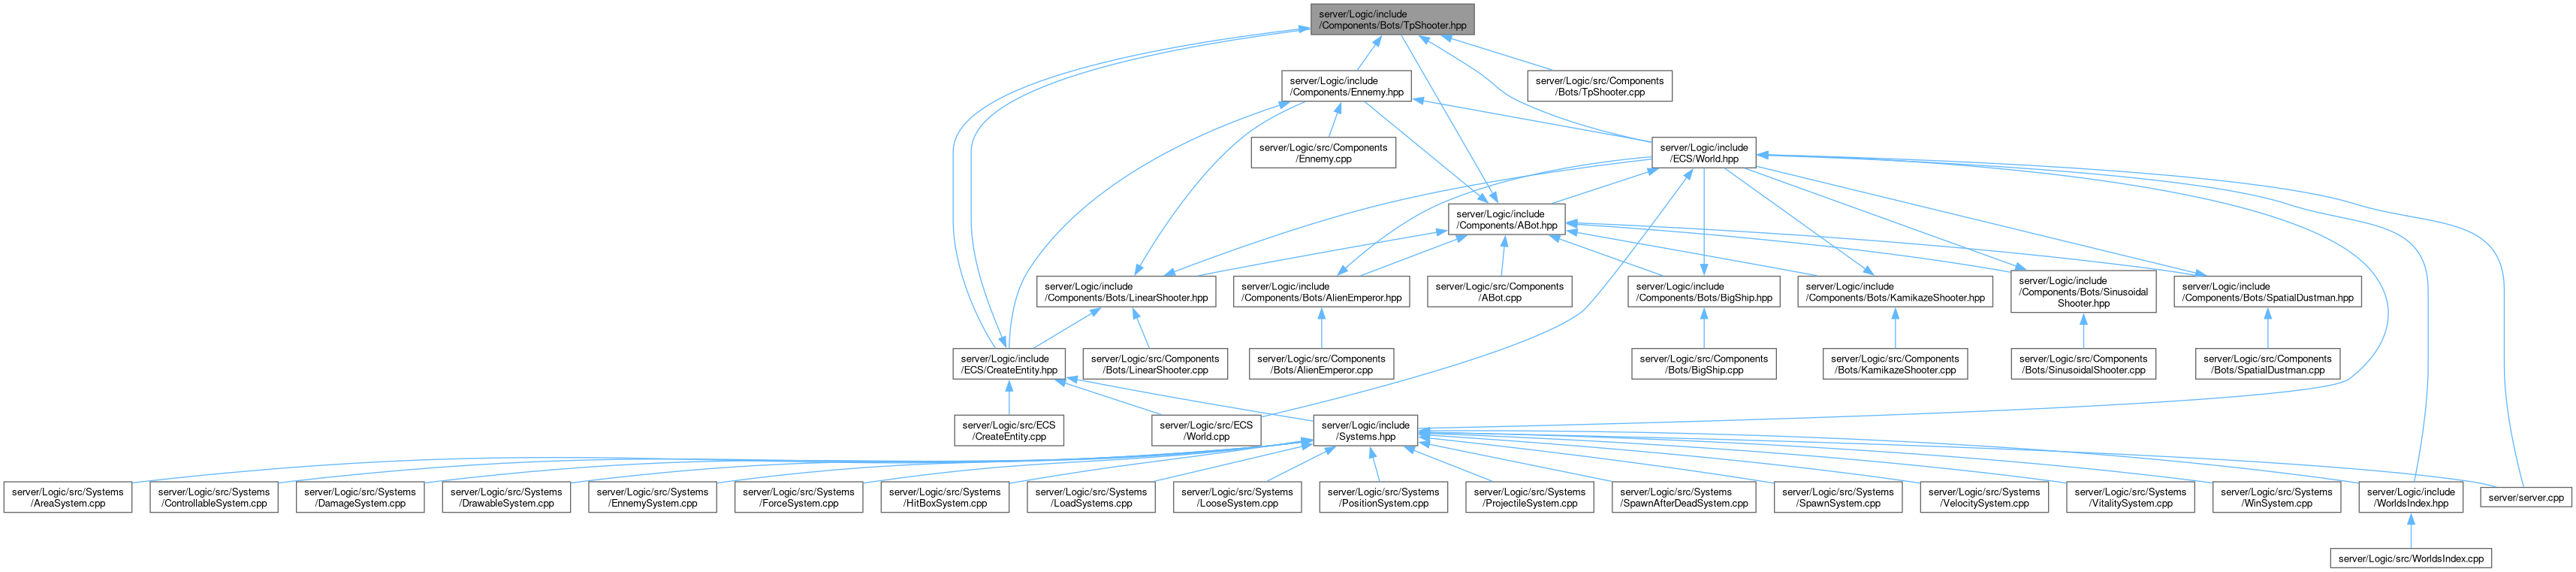 server/Logic/include
/Components/Bots/TpShooter.hpp
server/Logic/include
/Components/Ennemy.hpp
server/Logic/src/Components
/Bots/TpShooter.cpp
server/Logic/src/Components
/Ennemy.cpp
server/Logic/include
/ECS/World.hpp
server/Logic/include
/Components/ABot.hpp
server/Logic/include
/Components/Bots/LinearShooter.hpp
server/Logic/include
/Components/Bots/AlienEmperor.hpp
server/Logic/src/Components
/ABot.cpp
server/Logic/include
/Components/Bots/BigShip.hpp
server/Logic/include
/Components/Bots/KamikazeShooter.hpp
server/Logic/include
/Components/Bots/Sinusoidal
Shooter.hpp
server/Logic/include
/Components/Bots/SpatialDustman.hpp
server/Logic/include
/ECS/CreateEntity.hpp
server/Logic/src/Components
/Bots/LinearShooter.cpp
server/Logic/src/Components
/Bots/AlienEmperor.cpp
server/Logic/src/Components
/Bots/BigShip.cpp
server/Logic/src/Components
/Bots/KamikazeShooter.cpp
server/Logic/src/Components
/Bots/SinusoidalShooter.cpp
server/Logic/src/Components
/Bots/SpatialDustman.cpp
server/Logic/src/ECS
/CreateEntity.cpp
server/Logic/src/ECS
/World.cpp
server/Logic/include
/Systems.hpp
server/Logic/src/Systems
/AreaSystem.cpp
server/Logic/src/Systems
/ControllableSystem.cpp
server/Logic/src/Systems
/DamageSystem.cpp
server/Logic/src/Systems
/DrawableSystem.cpp
server/Logic/src/Systems
/EnnemySystem.cpp
server/Logic/src/Systems
/ForceSystem.cpp
server/Logic/src/Systems
/HitBoxSystem.cpp
server/Logic/src/Systems
/LoadSystems.cpp
server/Logic/src/Systems
/LooseSystem.cpp
server/Logic/src/Systems
/PositionSystem.cpp
server/Logic/src/Systems
/ProjectileSystem.cpp
server/Logic/src/Systems
/SpawnAfterDeadSystem.cpp
server/Logic/src/Systems
/SpawnSystem.cpp
server/Logic/src/Systems
/VelocitySystem.cpp
server/Logic/src/Systems
/VitalitySystem.cpp
server/Logic/src/Systems
/WinSystem.cpp
server/Logic/include
/WorldsIndex.hpp
server/server.cpp
server/Logic/src/WorldsIndex.cpp